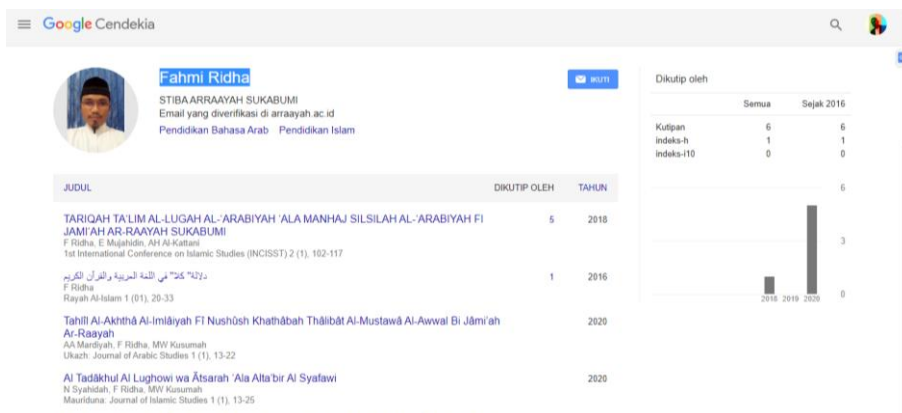 Google Cendekia
Fahmi Ridha
STIBA ARRAAYAH SUKABUMI
Email yang diverifikasi di arraayah.ac.id
Pendidikan Bahasa Arab Pendidikan Islam
IKUTI
JUDUL DIKUTIP OLEH TAHUN
TARIQAH TA'LIM AL-LUGAH AL-'ARABIYAH 'ALA MANHAJ SILSILAH AL-'ARABIYAH FI 5 2018
JAMI'AH AR-RAAYAH SUKABUMI
F Ridha, E Mujahidin, AH Al-Kattani
1st International Conference on Islamic Studies (INCISST) 2 (1), 102-117
دلالة "كلا" في اللغة العربية والقرآن الكريم 1 2016
F Ridha
Rayah Al-Islam 1 (01), 20-33
Tahlîl Al-Akhthâ Al-Imlâiyah Fî Nushûsh Khathâbah Thâlibât Al-Mustawâ Al-Awwal Bi Jâmi'ah 2020
Ar-Raayah
AA Mardiyah, F Ridha, MW Kusumah
Ukazh: Journal of Arabic Studies 1 (1), 13-22
Al Tadâkhul Al Lughowi wa Ãtsarah 'Ala Alta'bir Al Syafawi 2020
N Syahidah, F Ridha, MW Kusumah
Mauriduna: Journal of Islamic Studies 1 (1), 13-25
Dikutip oleh
Semua Sejak 2016
Kutipan 6 6
indeks-h 1 1
indeks-i10 0 0
6
3
0
2018 2019 2020